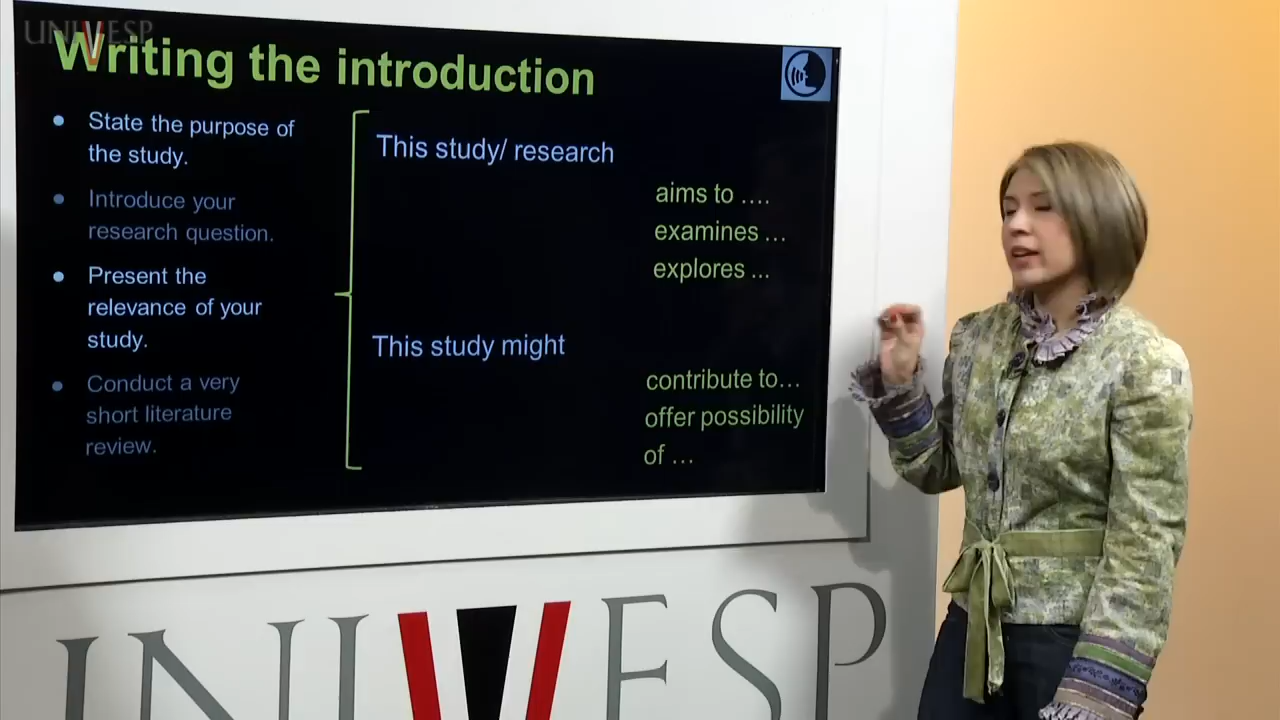 UNIVESP
Writing the introduction
• State the purpose of
the study.
• Introduce your
research question.
• Present the
relevance of your
study.
• Conduct a very
short literature
review.
This study/ research
aims to ….
examines …
explores ...
This study might
contribute to…
offer possibility
of …
UNIVESP